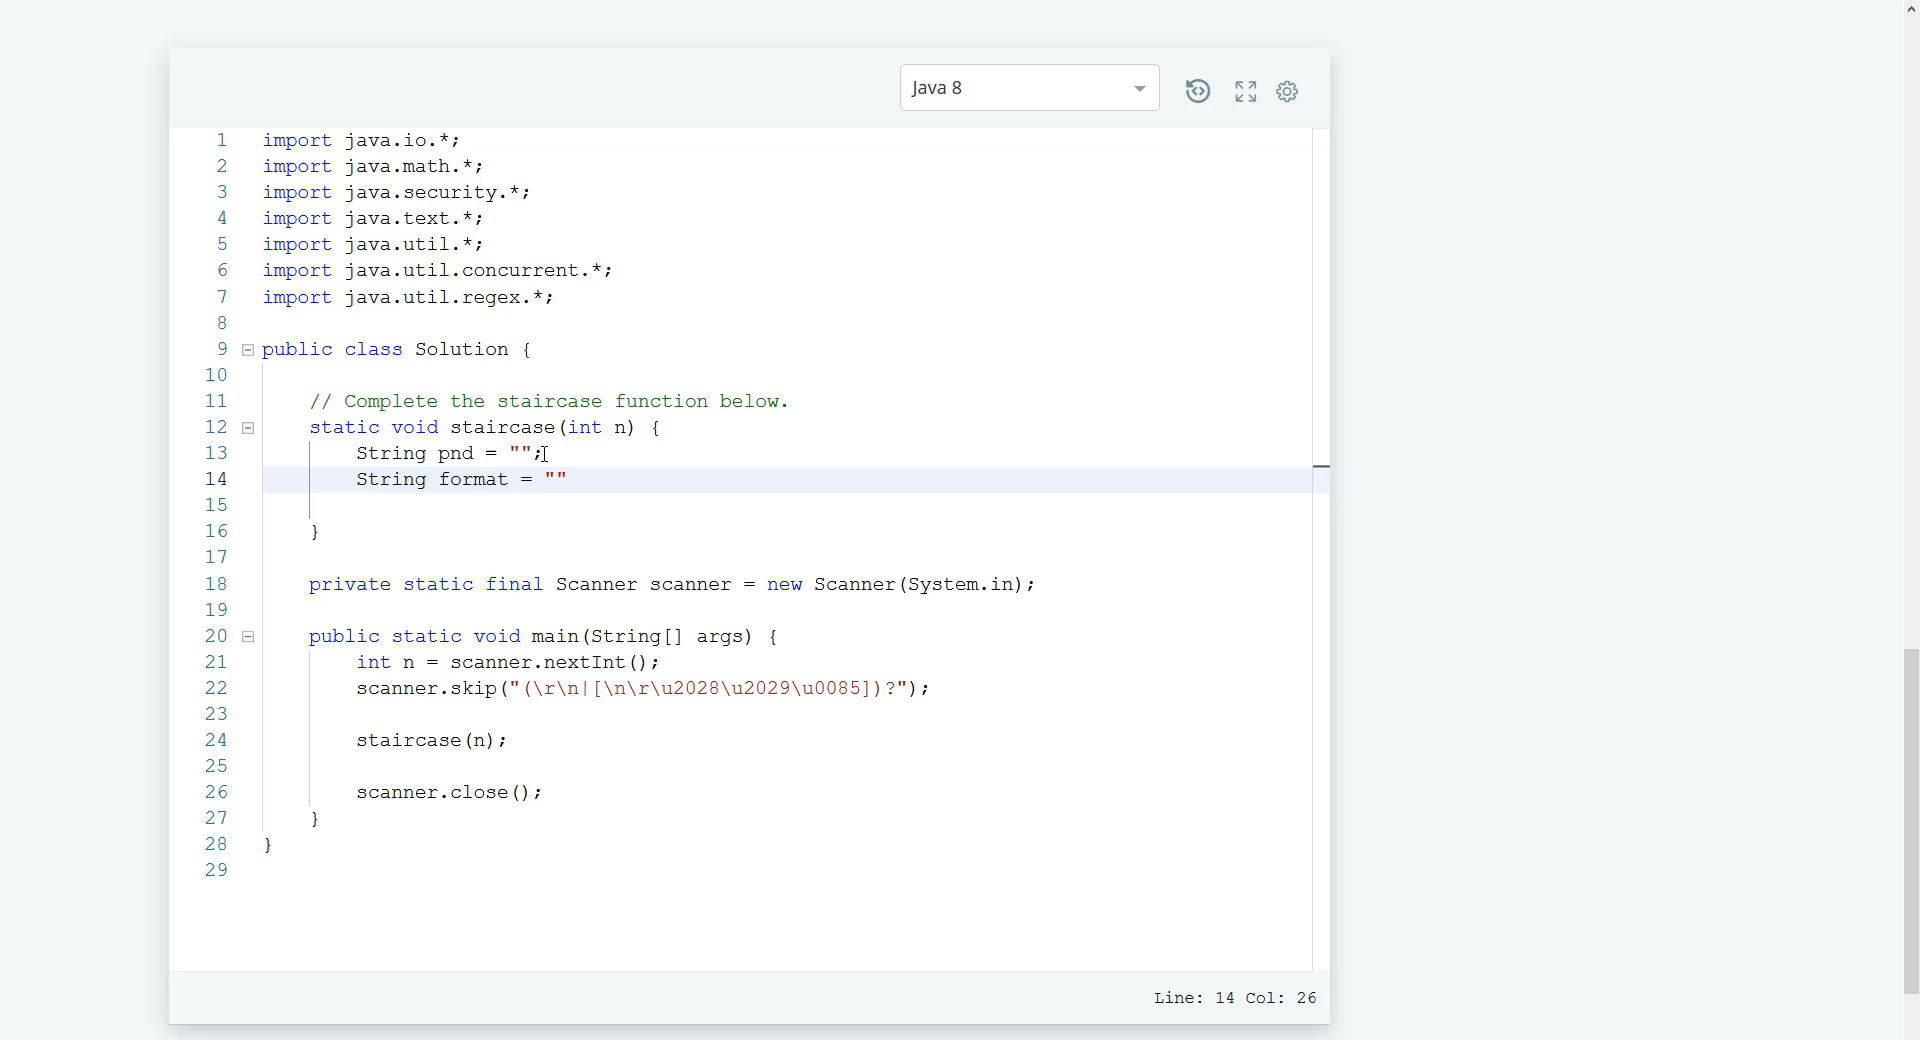 Java 8
1 import java.io.*;
2 import java.math.*;
3 import java.security.*;
4 import java.text.*;
5 import java.util.*;
6 import java.util.concurrent.*;
7 import java.util.regex.*;
8
9 public class Solution {
10
11 // Complete the staircase function below.
12 static void staircase(int n) {
13 String pnd = "";
14 String format = ""
15
16 }
17
18 private static final Scanner scanner = new Scanner(System.in);
19
20 public static void main(String[] args) {
21 int n = scanner.nextInt();
22 scanner.skip("(\r\n|[\n\r\u2028\u2029\u0085])?");
23
24 staircase(n);
25
26 scanner.close();
27 }
28 }
29
Line: 14 Col: 26